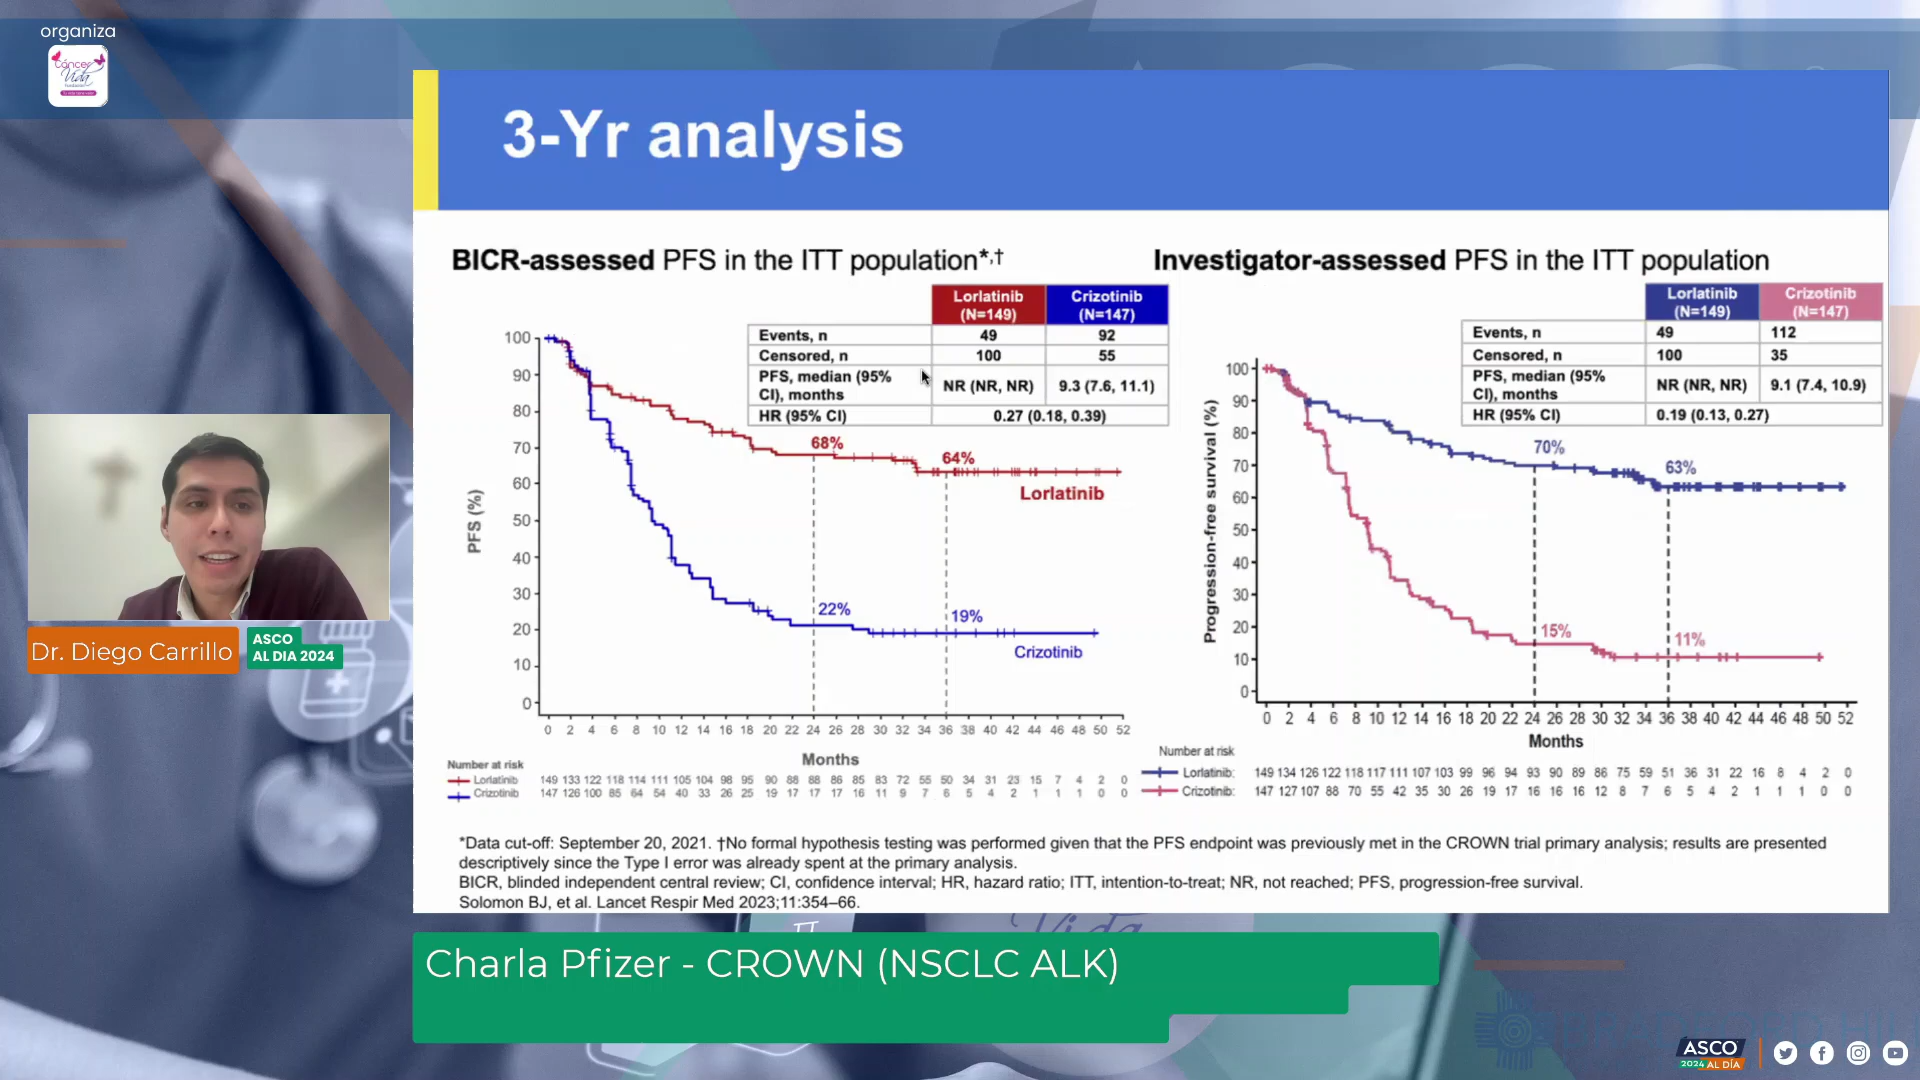 organiza
Cáncer
Vida
3-Yr analysis
BICR-assessed PFS in the ITT population*,†
Lorlatinib (N=149) Crizotinib (N=147)
Events, n 49 92
Censored, n 100 55
PFS, median (95% CI), months NR (NR, NR) 9.3 (7.6, 11.1)
HR (95% CI) 0.27 (0.18, 0.39)
PFS (%)
100
90
80
70
60
50
40
30
20
10
0
68%
64%
Lorlatinib
22%
19%
Crizotinib
0 2 4 6 8 10 12 14 16 18 20 22 24 26 28 30 32 34 36 38 40 42 44 46 48 50 52
Months
Number at risk
Lorlatinib 149 133 122 118 114 111 105 104 98 95 90 88 88 86 85 83 72 55 50 34 31 23 15 7 4 2 0
Crizotinib 147 126 100 85 64 54 40 33 26 25 19 17 17 17 16 11 9 7 6 5 4 2 1 1 1 0 0
Investigator-assessed PFS in the ITT population
Lorlatinib (N=149) Crizotinib (N=147)
Events, n 49 112
Censored, n 100 35
PFS, median (95% CI), months NR (NR, NR) 9.1 (7.4, 10.9)
HR (95% CI) 0.19 (0.13, 0.27)
Progression-free survival (%)
100
90
80
70
60
50
40
30
20
10
0
70%
63%
15%
11%
0 2 4 6 8 10 12 14 16 18 20 22 24 26 28 30 32 34 36 38 40 42 44 46 48 50 52
Months
Number at risk
Lorlatinib: 149 134 126 122 118 117 111 107 103 99 96 94 93 90 89 86 75 59 51 36 31 22 16 8 4 2 0
Crizotinib: 147 127 107 88 70 55 42 35 30 26 19 17 16 16 16 12 8 7 6 5 4 2 1 1 1 0 0
*Data cut-off: September 20, 2021. †No formal hypothesis testing was performed given that the PFS endpoint was previously met in the CROWN trial primary analysis; results are presented
descriptively since the Type I error was already spent at the primary analysis.
BICR, blinded independent central review; CI, confidence interval; HR, hazard ratio; ITT, intention-to-treat; NR, not reached; PFS, progression-free survival.
Solomon BJ, et al. Lancet Respir Med 2023;11:354–66.
Dr. Diego Carrillo
ASCO
AL DIA 2024
Charla Pfizer - CROWN (NSCLC ALK)
ASCO
2024 AL DÍA